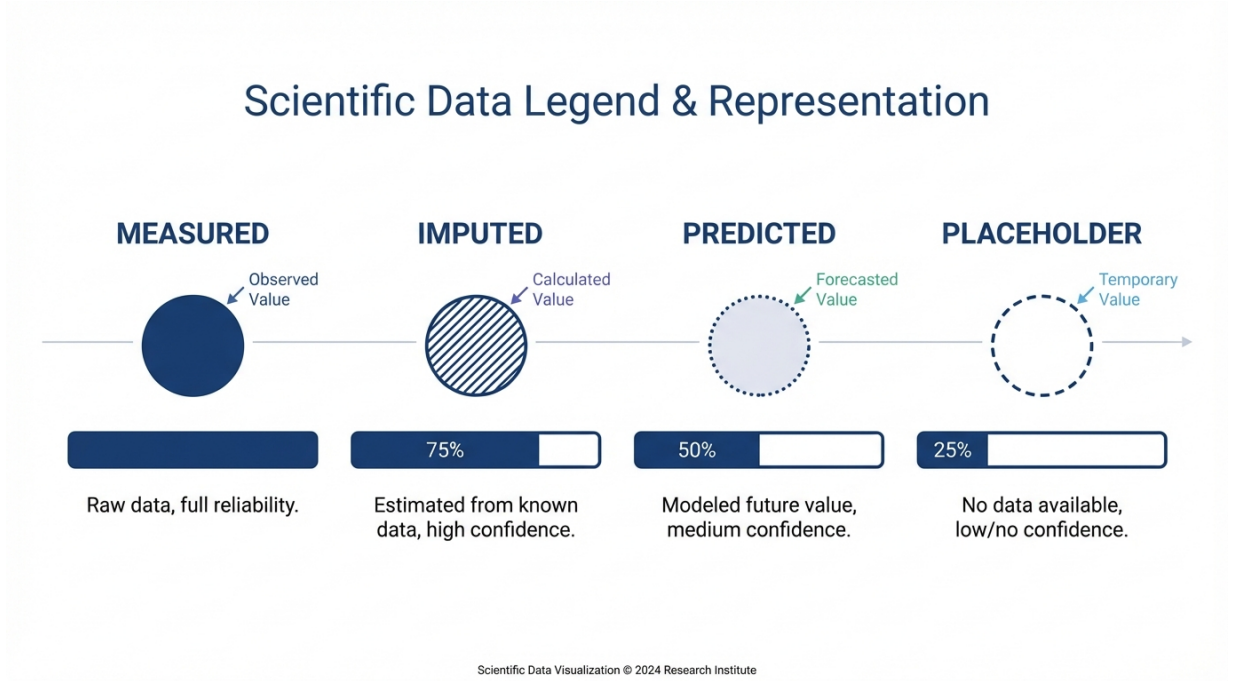 Scientific Data Legend & Representation
MEASURED
Observed
Value
Raw data, full reliability.
IMPUTED
Calculated
Value
75%
Estimated from known
data, high confidence.
PREDICTED
Forecasted
Value
50%
Modeled future value,
medium confidence.
PLACEHOLDER
Temporary
Value
25%
No data available,
low/no confidence.
Scientific Data Visualization © 2024 Research Institute